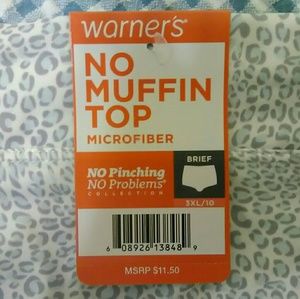 warner's®
NO
MUFFIN
TOP
MICROFIBER
BRIEF
NO Pinching
NO Problems®
COLLECTION
3XL/10
6 08926 13848 9
MSRP $11.50